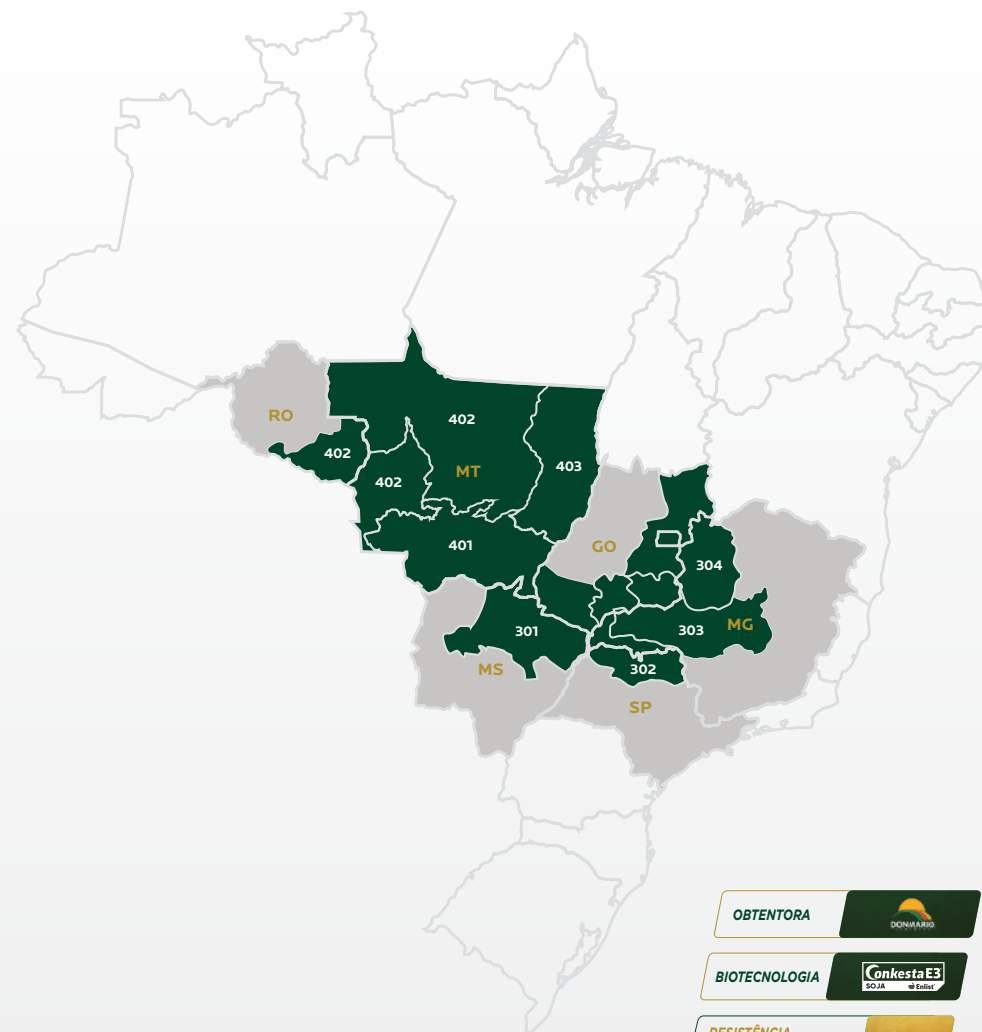 402
RO
402
MT
403
402
401
GO
304
301
303
MG
302
MS
SP
OBTENTORA
DONMARIO
BIOTECNOLOGIA
Conkesta E3
SOJA Enlist
RESISTÊNCIA